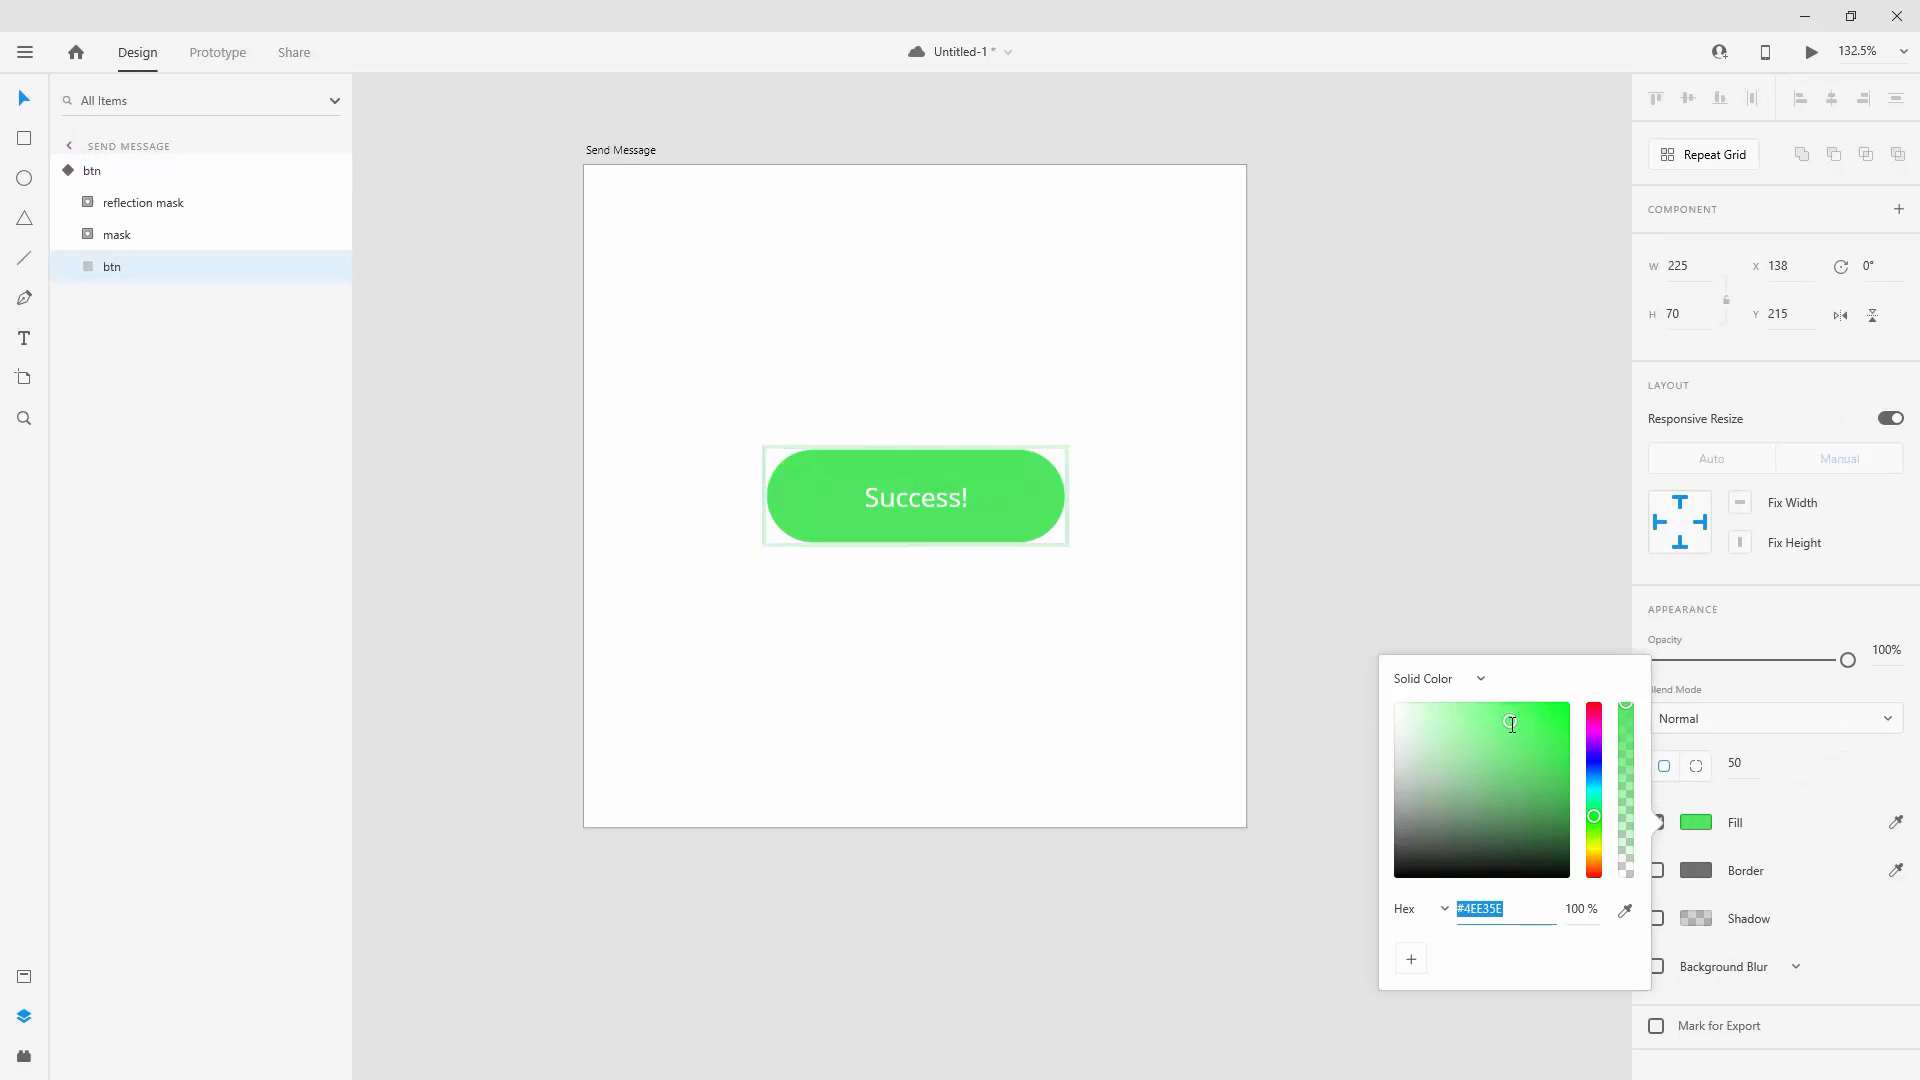 Design
Prototype
Share
Untitled-1 *
132.5%
All Items
SEND MESSAGE
btn
reflection mask
mask
btn
Send Message
Success!
Repeat Grid
COMPONENT
W 225
X 138
0°
H 70
Y 215
LAYOUT
Responsive Resize
Auto
Manual
Fix Width
Fix Height
APPEARANCE
Opacity
100%
Blend Mode
Normal
50
Fill
Border
Shadow
Background Blur
Mark for Export
Solid Color
Hex
#4EE35E
100 %